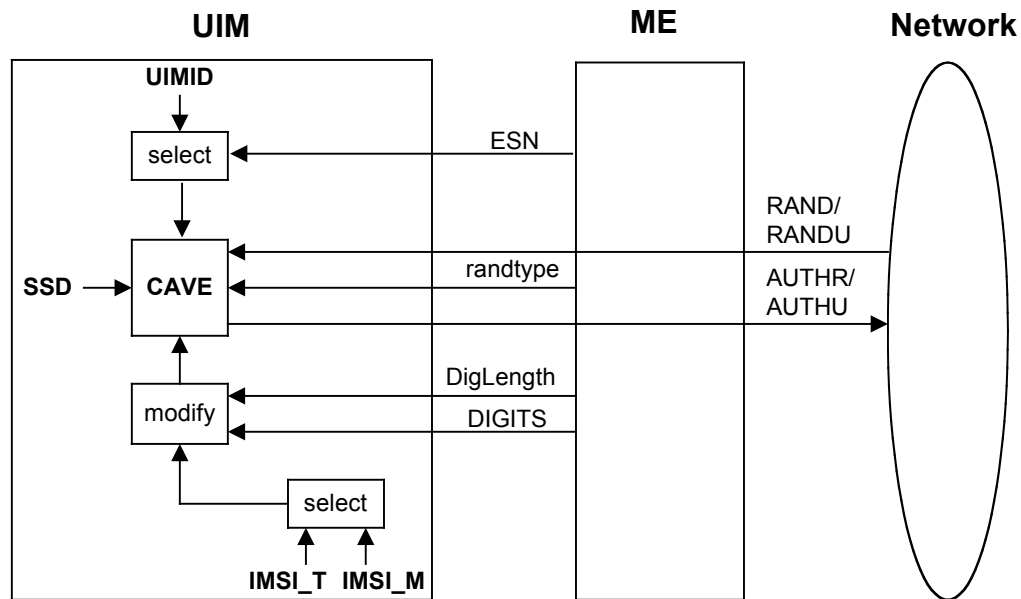 UIM
ME
Network
UIMID
select
ESN
RAND/
RANDU
randtype
SSD
CAVE
AUTHR/
AUTHU
DigLength
modify
DIGITS
select
IMSI_T IMSI_M